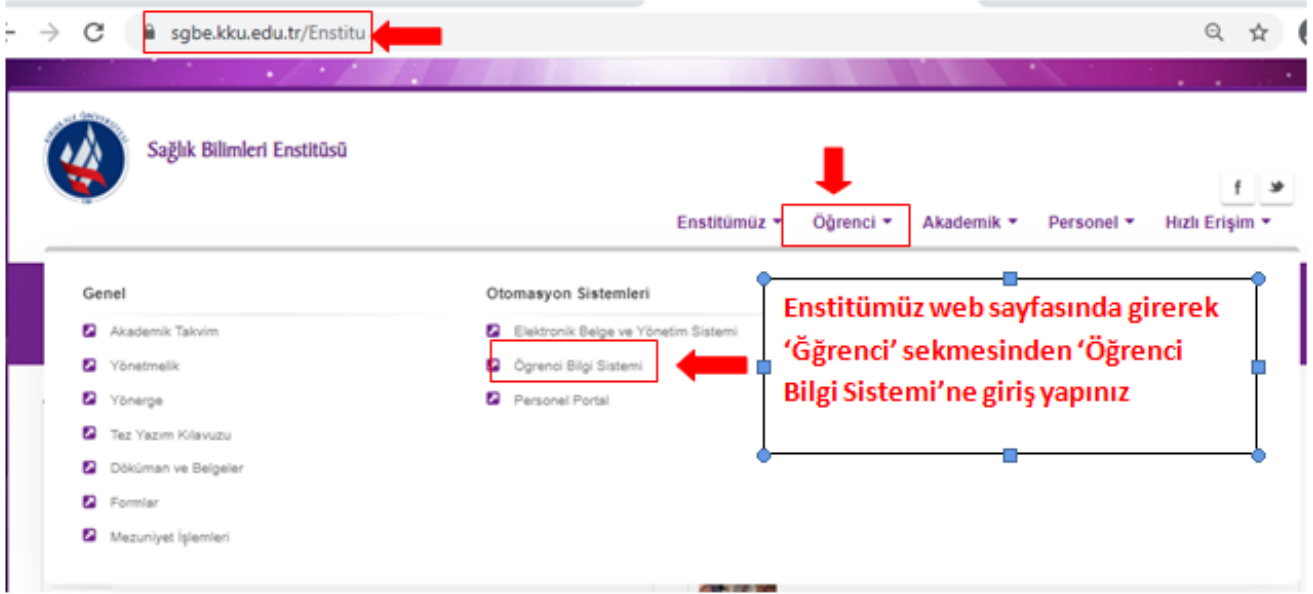 sgbe.kku.edu.tr/Enstitu
Sağlık Bilimleri Enstitüsü
Enstitümüz Öğrenci Akademik Personel Hızlı Erişim
Genel
Akademik Takvim
Yönetmelik
Yönerge
Tez Yazım Kılavuzu
Döküman ve Belgeler
Formlar
Mezuniyet İşlemleri
Otomasyon Sistemleri
Elektronik Belge ve Yönetim Sistemi
Ögrenci Bilgi Sistemi
Personel Portal
Enstitümüz web sayfasında girerek
‘Ğğrenci’ sekmesinden ‘Öğrenci
Bilgi Sistemi’ne giriş yapınız